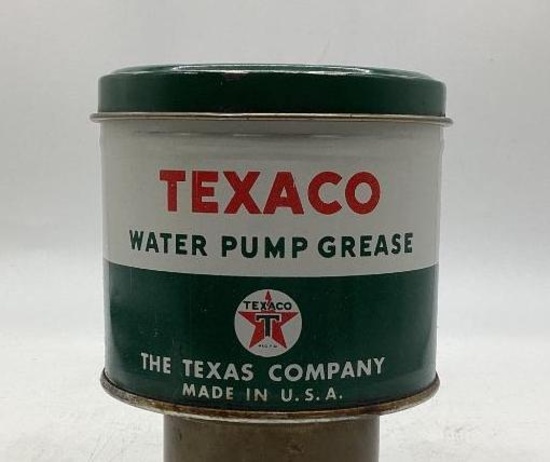 TEXACO
WATER PUMP GREASE
TEXACO
T
THE TEXAS COMPANY
MADE IN U.S.A.